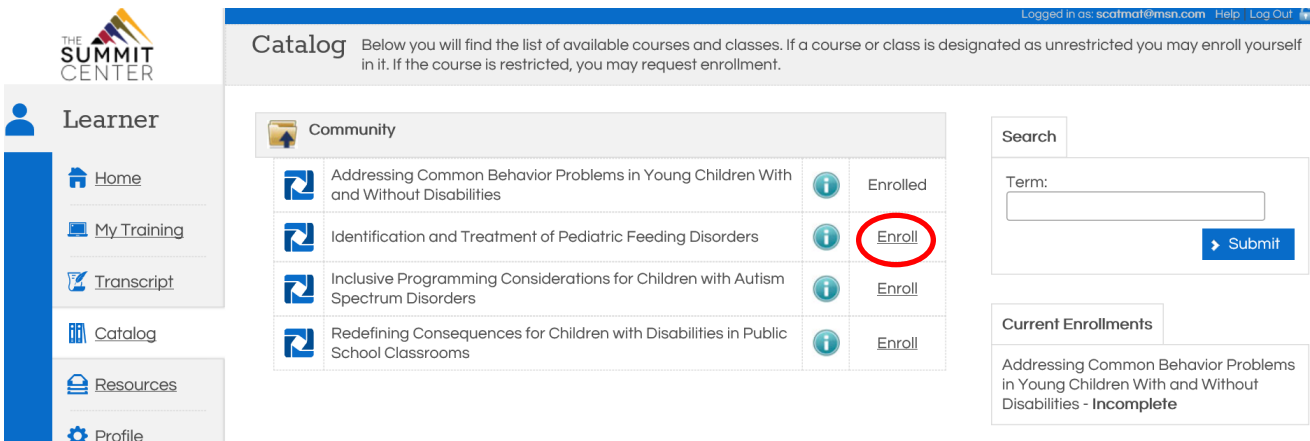 Logged in as: scatmat@msn.com Help Log Out
THE
SUMMIT
CENTER
Catalog
Below you will find the list of available courses and classes. If a course or class is designated as unrestricted you may enroll yourself
in it. If the course is restricted, you may request enrollment.
Learner
Home
My Training
Transcript
Catalog
Resources
Profile
Community
Addressing Common Behavior Problems in Young Children With
and Without Disabilities
Enrolled
Identification and Treatment of Pediatric Feeding Disorders
Enroll
Inclusive Programming Considerations for Children with Autism
Spectrum Disorders
Enroll
Redefining Consequences for Children with Disabilities in Public
School Classrooms
Enroll
Search
Term:
Submit
Current Enrollments
Addressing Common Behavior Problems
in Young Children With and Without
Disabilities - Incomplete